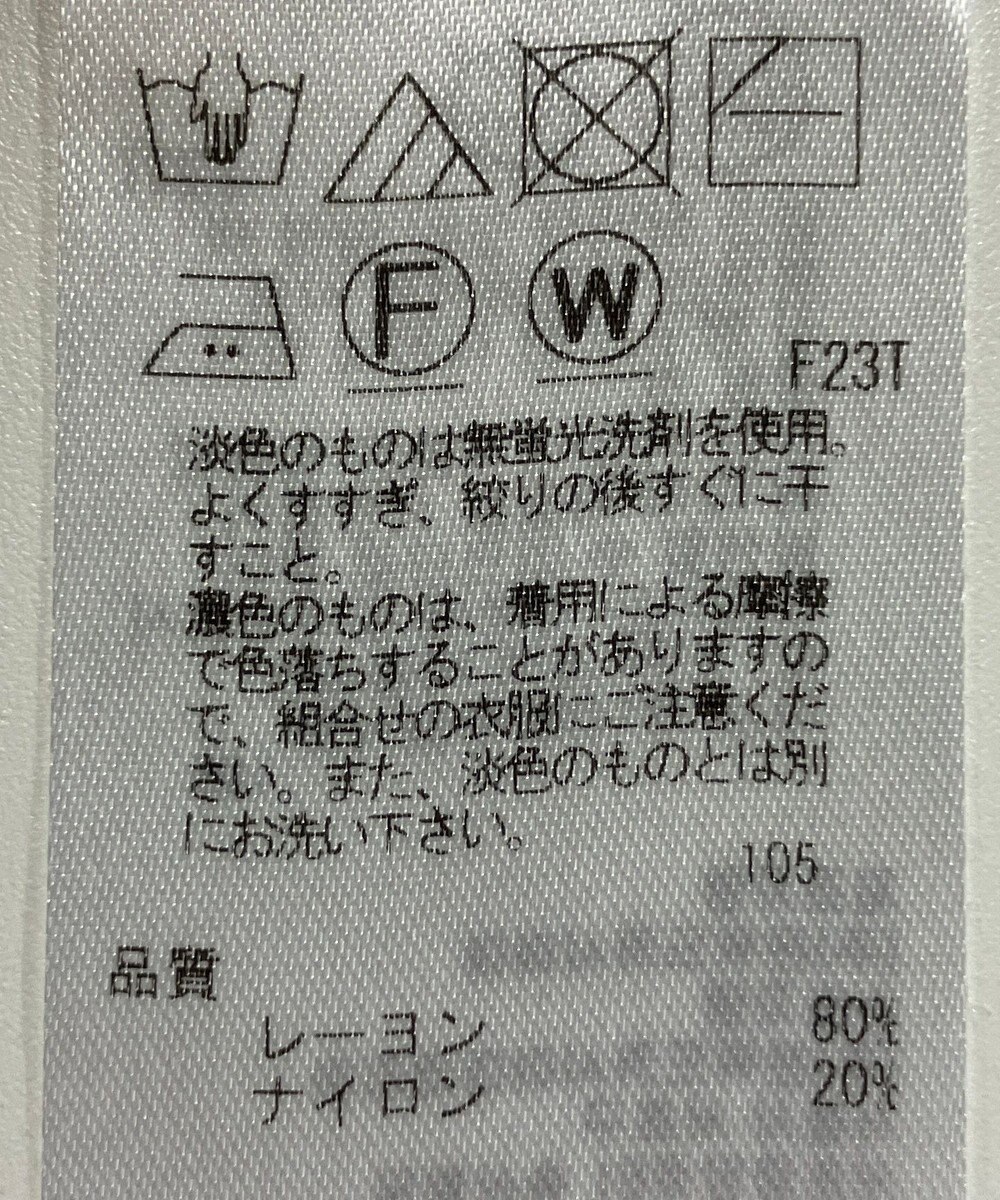 F W
F23T
淡色のものは無蛍光洗剤を使用。
よくすすぎ、絞りの後すぐに干
すこと。
濃色のものは、着用による摩擦
で色落ちすることがありますの
で、組合せの衣服にご注意くだ
さい。また、淡色のものとは別
にお洗い下さい。
105
品質
レーヨン 80%
ナイロン 20%